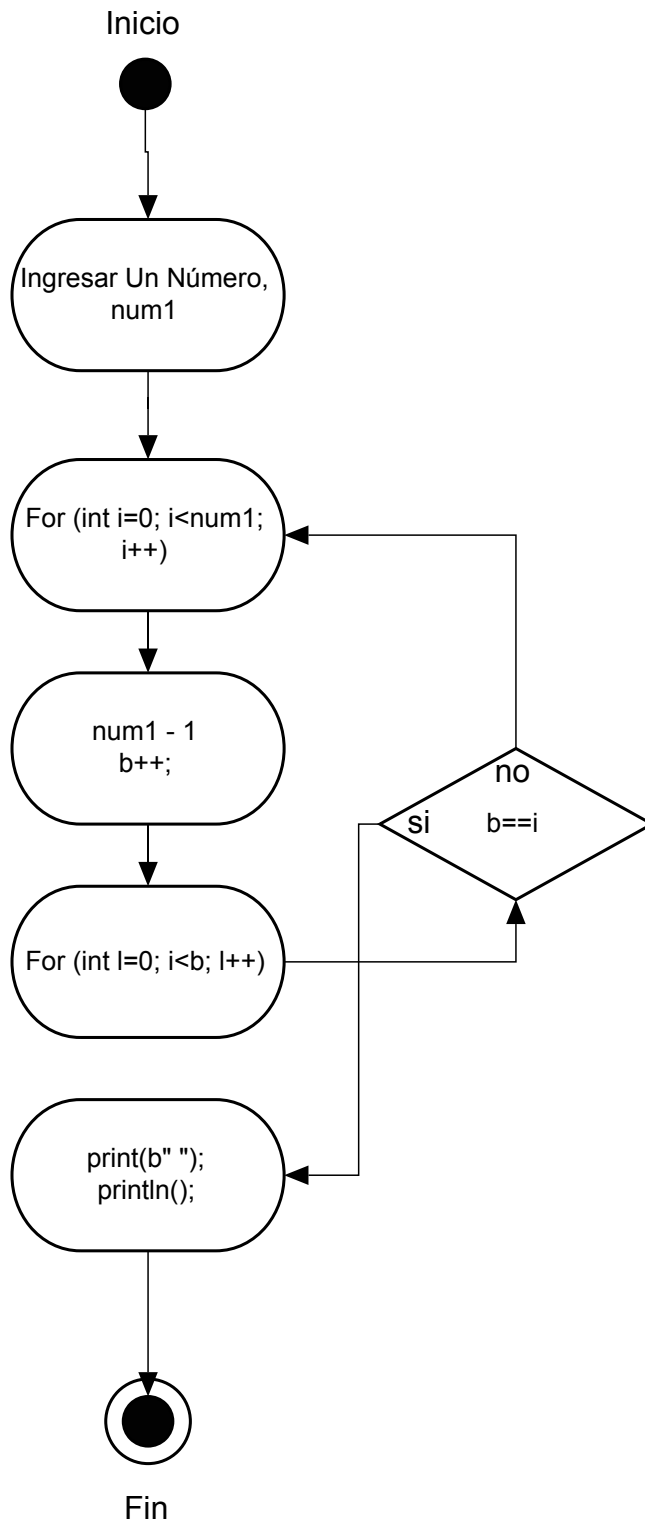 Inicio
Ingresar Un Número,
num1
For (int i=0; i<num1;
i++)
num1 - 1
b++;
no
si
b==i
For (int l=0; i<b; l++)
print(b" ");
println();
Fin